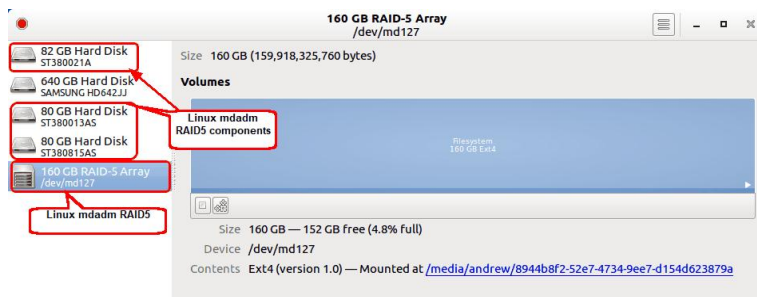 160 GB RAID-5 Array
/dev/md127
82 GB Hard Disk
ST380021A
640 GB Hard Disk
SAMSUNG HD642JJ
80 GB Hard Disk
ST380013AS
80 GB Hard Disk
ST380815AS
160 GB RAID-5 Array
/dev/md127
Linux mdadm
RAID5 components
Linux mdadm RAID5
Size 160 GB (159,918,325,760 bytes)
Volumes
Filesystem
160 GB Ext4
Size 160 GB — 152 GB free (4.8% full)
Device /dev/md127
Contents Ext4 (version 1.0) — Mounted at /media/andrew/8944b8f2-52e7-4734-9ee7-d154d623879a